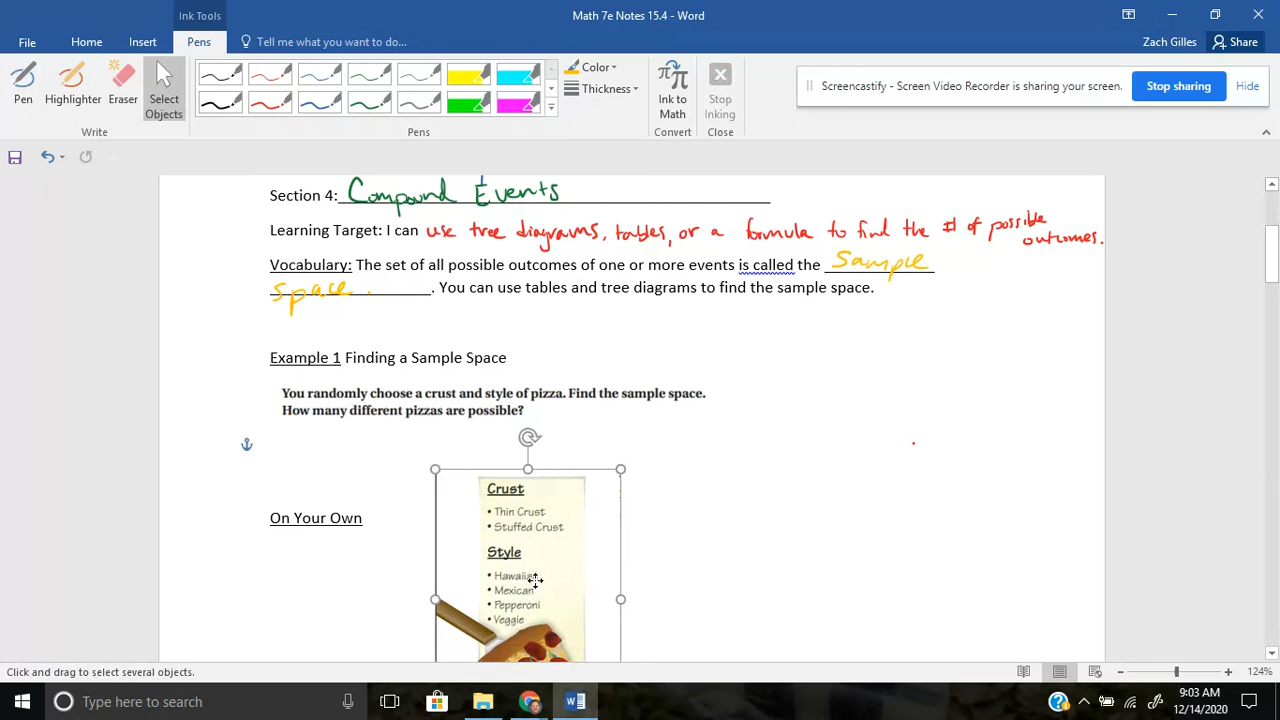 Ink Tools
Math 7e Notes 15.4 - Word
File
Home
Insert
Pens
Tell me what you want to do...
Zach Gilles
Share
Pen
Highlighter
Eraser
Select Objects
Write
Pens
Color
Thickness
Ink to Math
Convert
Stop Inking
Close
Screencastify - Screen Video Recorder is sharing your screen.
Stop sharing
Hide
Section 4: Compound Events
Learning Target: I can use tree diagrams, tables, or a formula to find the # of possible outcomes.
Vocabulary: The set of all possible outcomes of one or more events is called the Sample
space. . You can use tables and tree diagrams to find the sample space.
Example 1 Finding a Sample Space
You randomly choose a crust and style of pizza. Find the sample space.
How many different pizzas are possible?
On Your Own
Crust
• Thin Crust
• Stuffed Crust
Style
• Hawaiian
• Mexican
• Pepperoni
• Veggie
Click and drag to select several objects.
124%
Type here to search
9:03 AM
12/14/2020